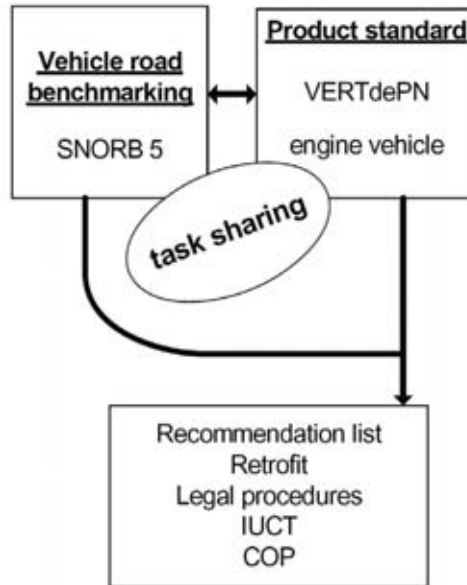 Vehicle road
benchmarking
SNORB 5
Product standard
VERTdePN
engine vehicle
task sharing
Recommendation list
Retrofit
Legal procedures
IUCT
COP